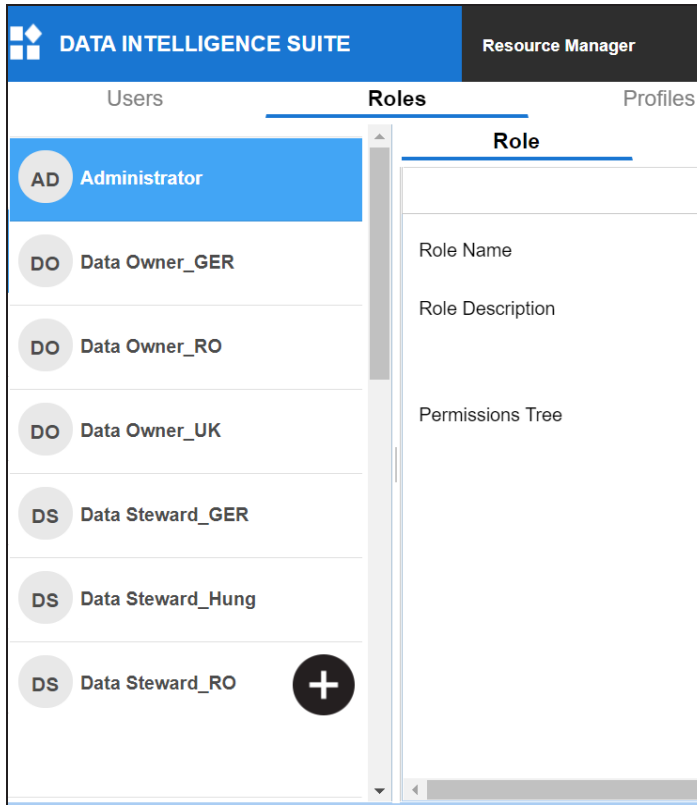 DATA INTELLIGENCE SUITE
Resource Manager
Users
Roles
Profiles
Role
AD
Administrator
DO
Data Owner_GER
DO
Data Owner_RO
DO
Data Owner_UK
DS
Data Steward_GER
DS
Data Steward_Hung
DS
Data Steward_RO
Role Name
Role Description
Permissions Tree